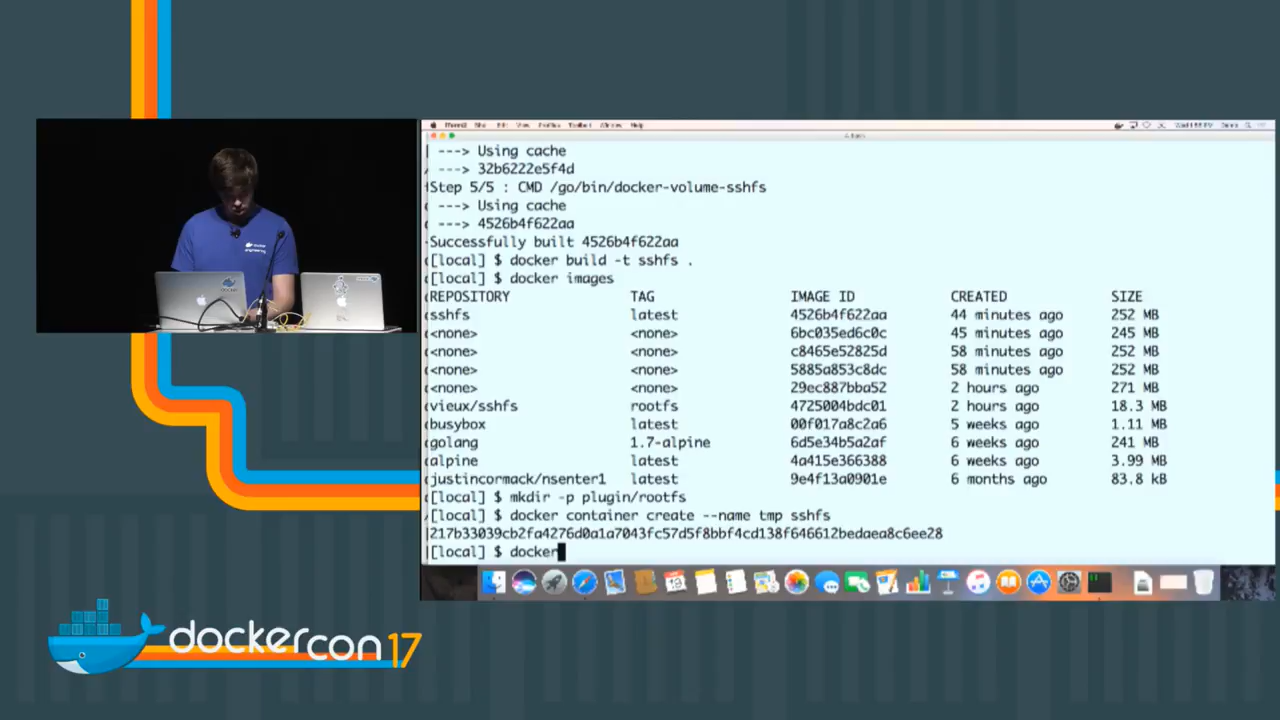 ---> Using cache
---> 32b6222e5f4d
Step 5/5 : CMD /go/bin/docker-volume-sshfs
---> Using cache
---> 4526b4f622aa
Successfully built 4526b4f622aa
[local] $ docker build -t sshfs .
[local] $ docker images
REPOSITORY TAG IMAGE ID CREATED SIZE
sshfs latest 4526b4f622aa 44 minutes ago 252 MB
<none> <none> 6bc035ed6c0c 45 minutes ago 245 MB
<none> <none> c8465e52825d 58 minutes ago 252 MB
<none> <none> 5885a853c8dc 58 minutes ago 252 MB
<none> <none> 29ec887bba52 2 hours ago 271 MB
vieux/sshfs rootfs 4725004bdc01 2 hours ago 18.3 MB
busybox latest 00f017a8c2a6 5 weeks ago 1.11 MB
golang 1.7-alpine 6d5e34b5a2af 6 weeks ago 241 MB
alpine latest 4a415e366388 6 weeks ago 3.99 MB
justincormack/nsenter1 latest 9e4f13a0901e 6 months ago 83.8 kB
[local] $ mkdir -p plugin/rootfs
[local] $ docker container create --name tmp sshfs
217b33039cb2fa4276d0a1a7043fc57d5f8bbf4cd138f646612bedaea8c6ee28
[local] $ docker
docker
engineering
dockercon 17